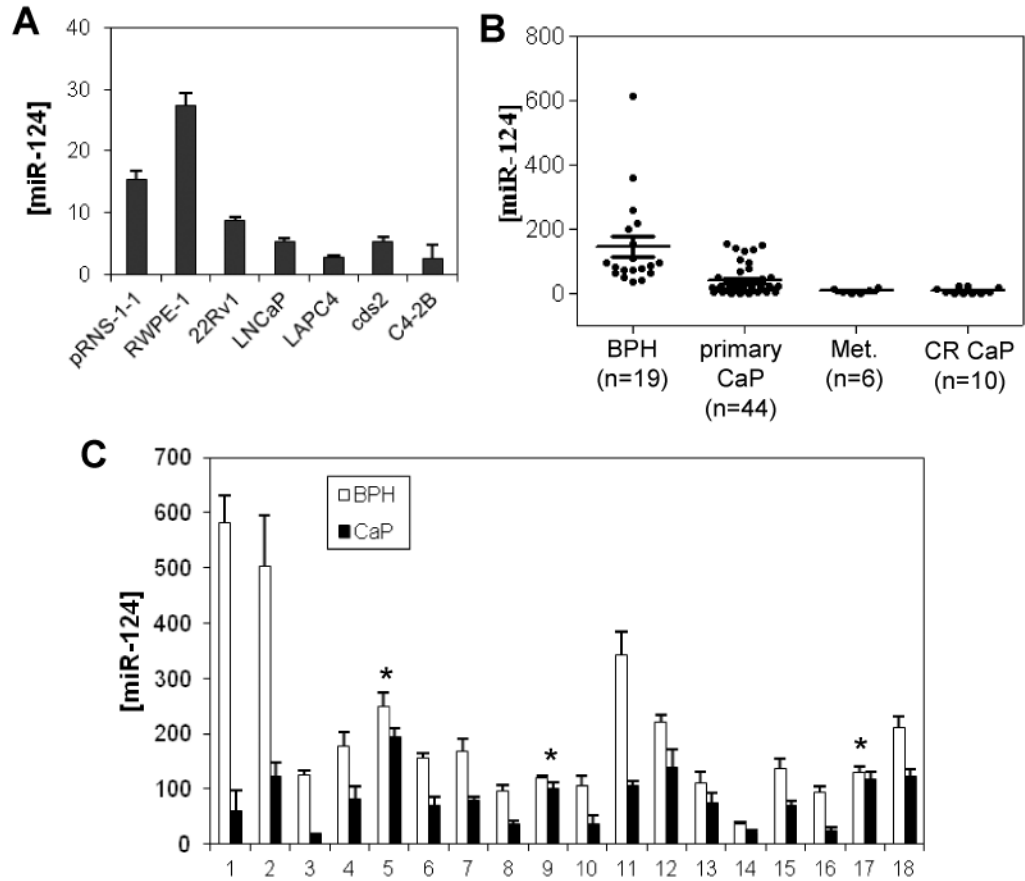 A
[miR-124]
40
30
20
10
0
pRNS-1-1
RWPE-1
22Rv1
LNCaP
LAPC4
cds2
C4-2B
B
[miR-124]
800
600
400
200
0
BPH
(n=19)
primary
CaP
(n=44)
Met.
(n=6)
CR CaP
(n=10)
C
[miR-124]
700
600
500
400
300
200
100
0
BPH
CaP
*
*
*
1 2 3 4 5 6 7 8 9 10 11 12 13 14 15 16 17 18